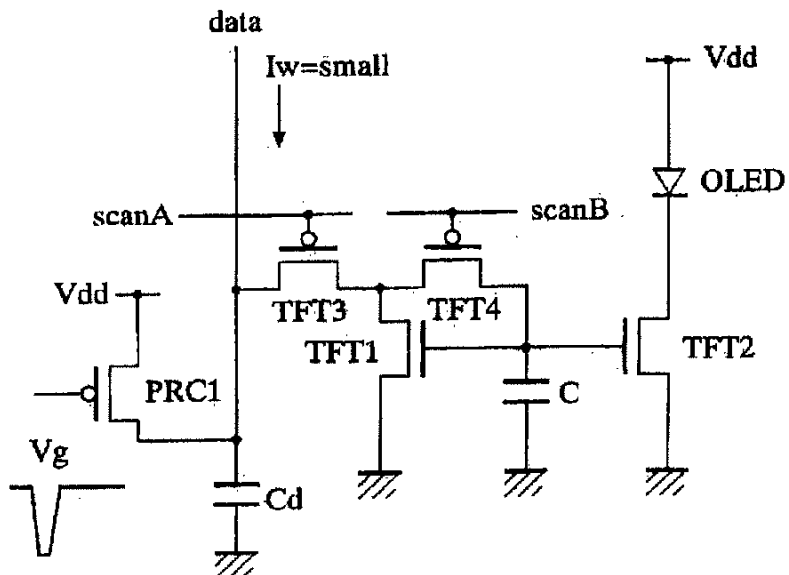 data
Iw=small
Vdd
OLED
scanA
scanB
Vdd
TFT3
TFT4
TFT1
TFT2
PRC1
C
Vg
Cd